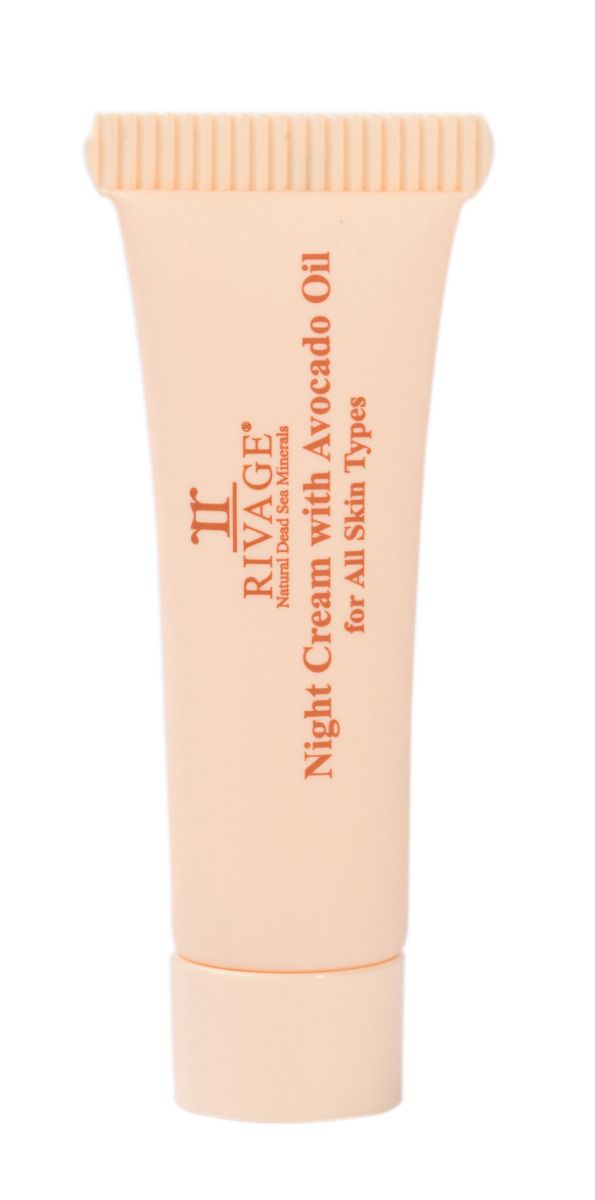 RIVAGE®
Natural Dead Sea Minerals
Night Cream with Avocado Oil
for All Skin Types